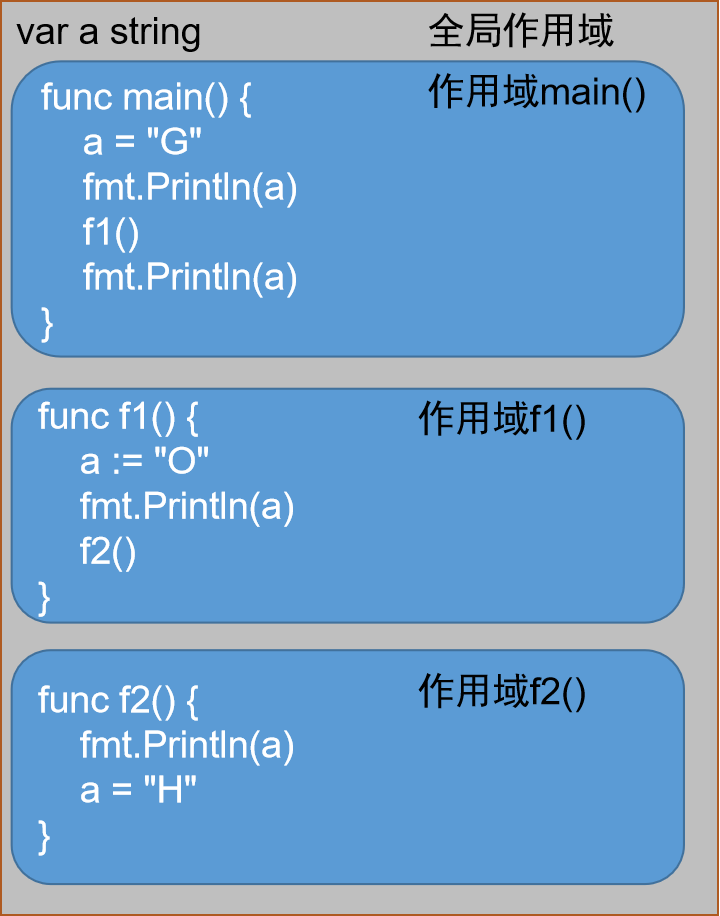 var a string 全局作用域
func main() { 作用域main()
a = "G"
fmt.Println(a)
f1()
fmt.Println(a)
}
func f1() { 作用域f1()
a := "O"
fmt.Println(a)
f2()
}
func f2() { 作用域f2()
fmt.Println(a)
a = "H"
}